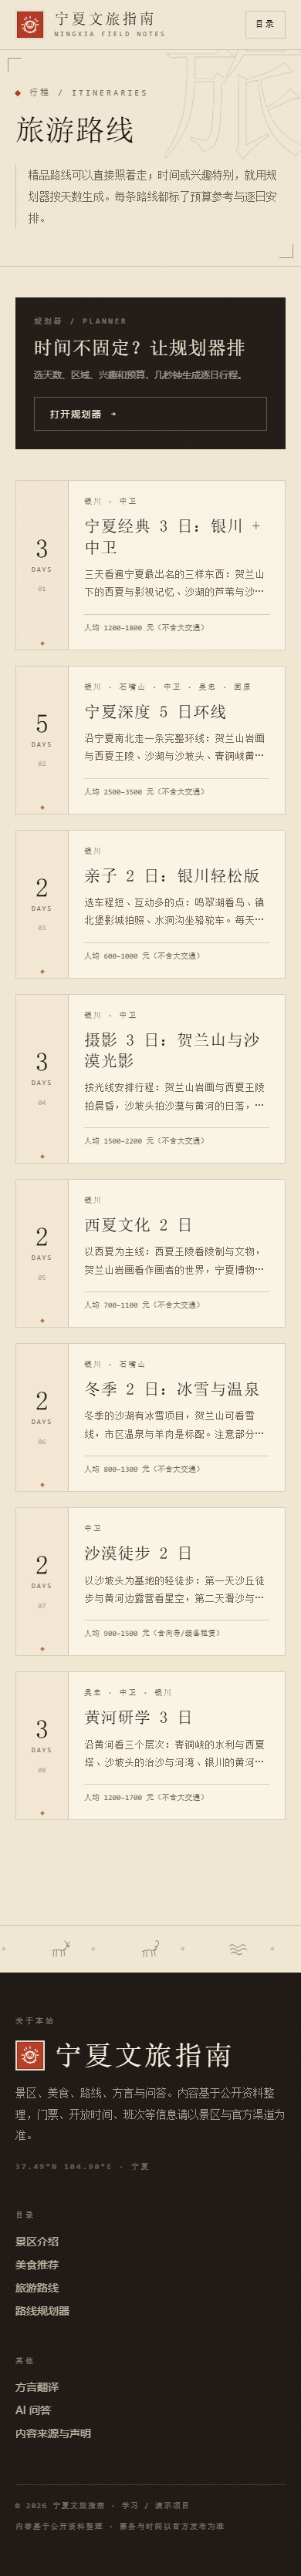 宁夏文旅指南
NINGXIA FIELD NOTES
目录
旅
行程 / ITINERARIES
旅游路线
精品路线可以直接照着走；时间或兴趣特别，就用规
划器按天数生成。每条路线都标了预算参考与逐日安
排。
规划器 / PLANNER
时间不固定？让规划器排
选天数、区域、兴趣和预算，几秒钟生成逐日行程。
打开规划器 →
3
DAYS
01
银川 · 中卫
宁夏经典 3 日：银川 +
中卫
三天看遍宁夏最出名的三样东西：贺兰山
下的西夏与影视记忆、沙湖的芦苇与沙…
人均 1200-1800 元（不含大交通）
5
DAYS
02
银川 · 石嘴山 · 中卫 · 吴忠 · 固原
宁夏深度 5 日环线
沿宁夏南北走一条完整环线：贺兰山岩画
与西夏王陵、沙湖与沙坡头、青铜峡黄…
人均 2500-3500 元（不含大交通）
2
DAYS
03
银川
亲子 2 日：银川轻松版
选车程短、互动多的点：鸣翠湖看鸟、镇
北堡影城拍照、水洞沟坐骆驼车。每天…
人均 600-1000 元（不含大交通）
3
DAYS
04
银川 · 中卫
摄影 3 日：贺兰山与沙
漠光影
按光线安排行程：贺兰山岩画与西夏王陵
拍晨昏，沙坡头拍沙漠与黄河的日落，…
人均 1500-2200 元（不含大交通）
2
DAYS
05
银川
西夏文化 2 日
以西夏为主线：西夏王陵看陵制与文物，
贺兰山岩画看作画者的世界，宁夏博物…
人均 700-1100 元（不含大交通）
2
DAYS
06
银川 · 石嘴山
冬季 2 日：冰雪与温泉
冬季的沙湖有冰雪项目，贺兰山可看雪
线，市区温泉与羊肉是标配。注意部分…
人均 800-1300 元（不含大交通）
2
DAYS
07
中卫
沙漠徒步 2 日
以沙坡头为基地的轻徒步：第一天沙丘徒
步与黄河边露营看星空，第二天滑沙与…
人均 900-1500 元（含向导/装备租赁）
3
DAYS
08
吴忠 · 中卫 · 银川
黄河研学 3 日
沿黄河看三个层次：青铜峡的水利与西夏
塔、沙坡头的治沙与河湾、银川的黄河…
人均 1200-1700 元（不含大交通）
关于本站
宁夏文旅指南
景区、美食、路线、方言与问答。内容基于公开资料整
理，门票、开放时间、班次等信息请以景区与官方渠道为
准。
37.49°N 104.90°E · 宁夏
目录
景区介绍
美食推荐
旅游路线
路线规划器
其他
方言翻译
AI 问答
内容来源与声明
© 2026 宁夏文旅指南 · 学习 / 演示项目
内容基于公开资料整理 · 票务与时间以官方发布为准